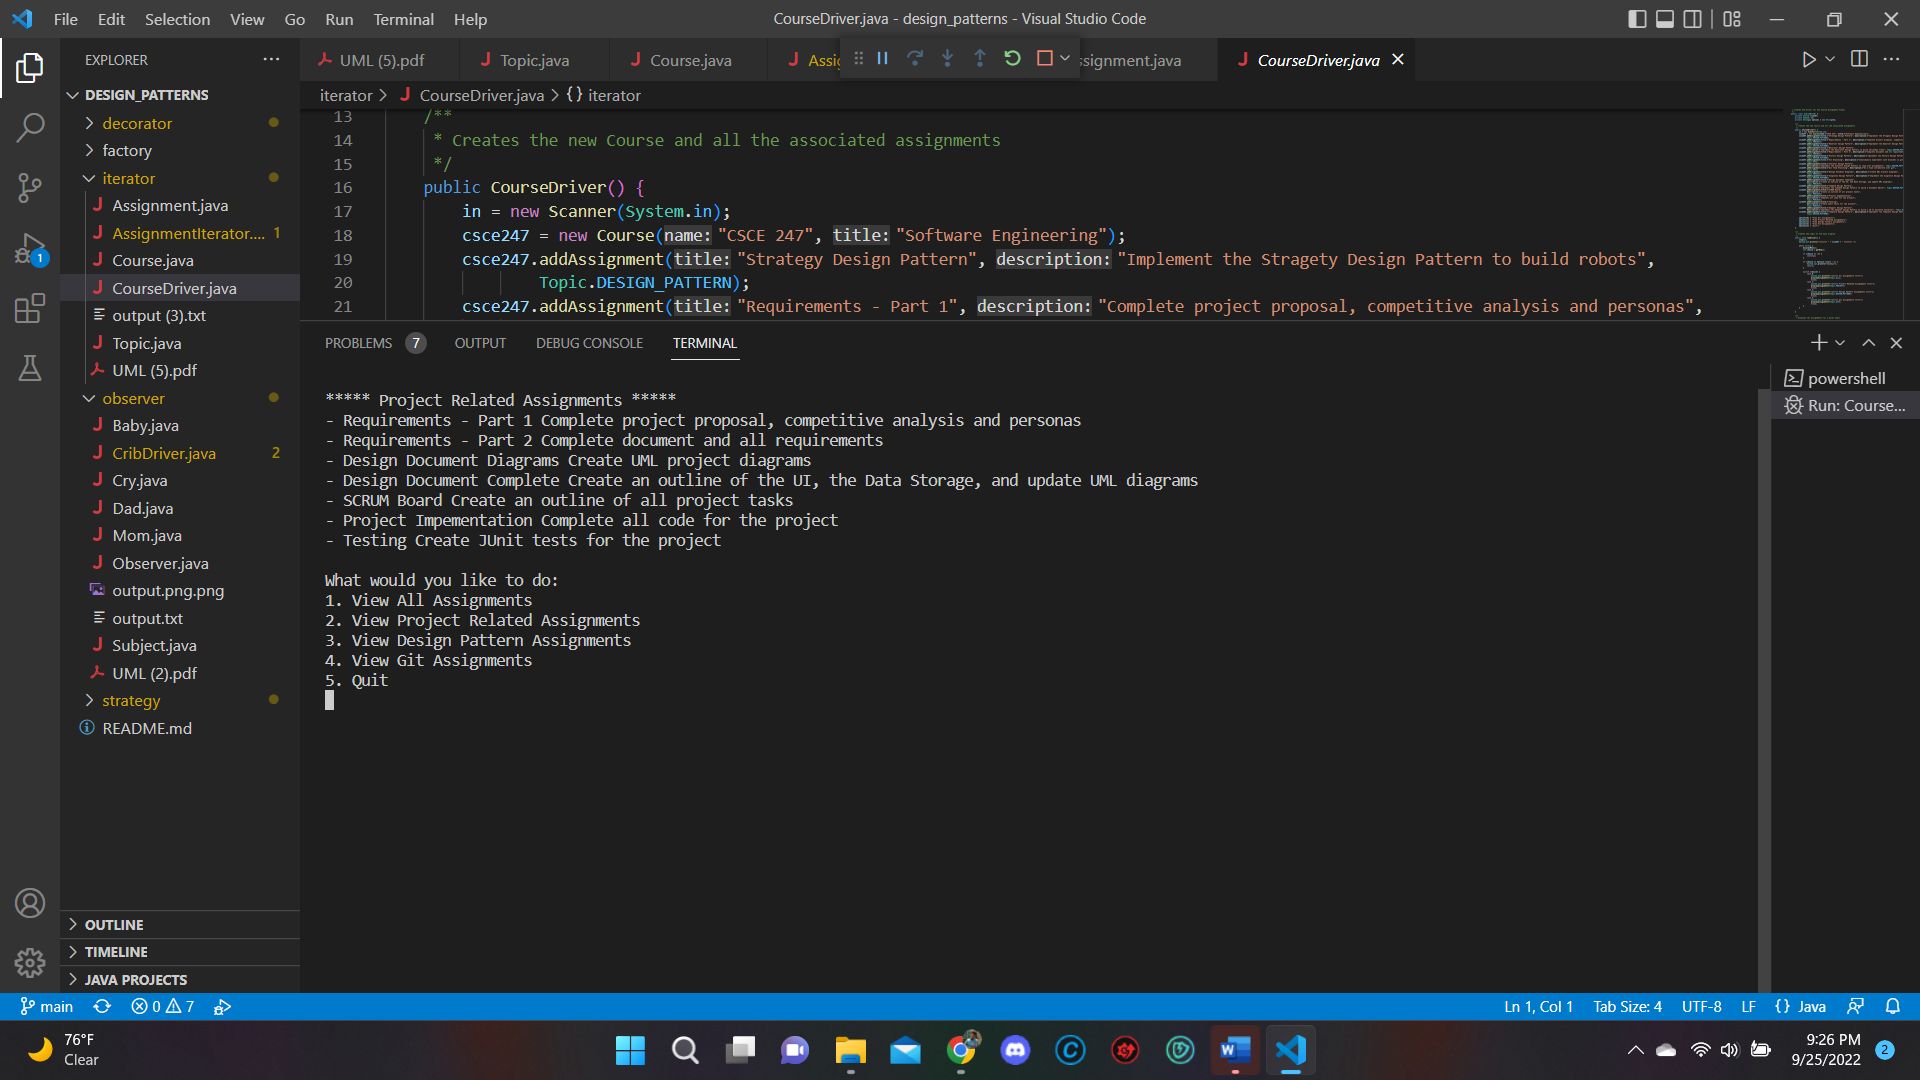 File Edit Selection View Go Run Terminal Help
CourseDriver.java - design_patterns - Visual Studio Code
EXPLORER
UML (5).pdf
Topic.java
Course.java
Assig
ssignment.java
CourseDriver.java
DESIGN_PATTERNS
decorator
factory
iterator
Assignment.java
AssignmentIterator.... 1
Course.java
CourseDriver.java
output (3).txt
Topic.java
UML (5).pdf
observer
Baby.java
CribDriver.java 2
Cry.java
Dad.java
Mom.java
Observer.java
output.png.png
output.txt
Subject.java
UML (2).pdf
strategy
README.md
OUTLINE
TIMELINE
JAVA PROJECTS
1
iterator > CourseDriver.java > {} iterator
13 /**
14 * Creates the new Course and all the associated assignments
15 */
16 public CourseDriver() {
17 in = new Scanner(System.in);
18 csce247 = new Course(name: "CSCE 247", title: "Software Engineering");
19 csce247.addAssignment(title: "Strategy Design Pattern", description: "Implement the Stragety Design Pattern to build robots",
20 Topic.DESIGN_PATTERN);
21 csce247.addAssignment(title: "Requirements - Part 1", description: "Complete project proposal, competitive analysis and personas",
PROBLEMS 7 OUTPUT DEBUG CONSOLE TERMINAL
powershell
Run: Course...
***** Project Related Assignments *****
- Requirements - Part 1 Complete project proposal, competitive analysis and personas
- Requirements - Part 2 Complete document and all requirements
- Design Document Diagrams Create UML project diagrams
- Design Document Complete Create an outline of the UI, the Data Storage, and update UML diagrams
- SCRUM Board Create an outline of all project tasks
- Project Impementation Complete all code for the project
- Testing Create JUnit tests for the project
What would you like to do:
1. View All Assignments
2. View Project Related Assignments
3. View Design Pattern Assignments
4. View Git Assignments
5. Quit
main 0 7
Ln 1, Col 1 Tab Size: 4 UTF-8 LF {} Java
76°F
Clear
9:26 PM
9/25/2022
2